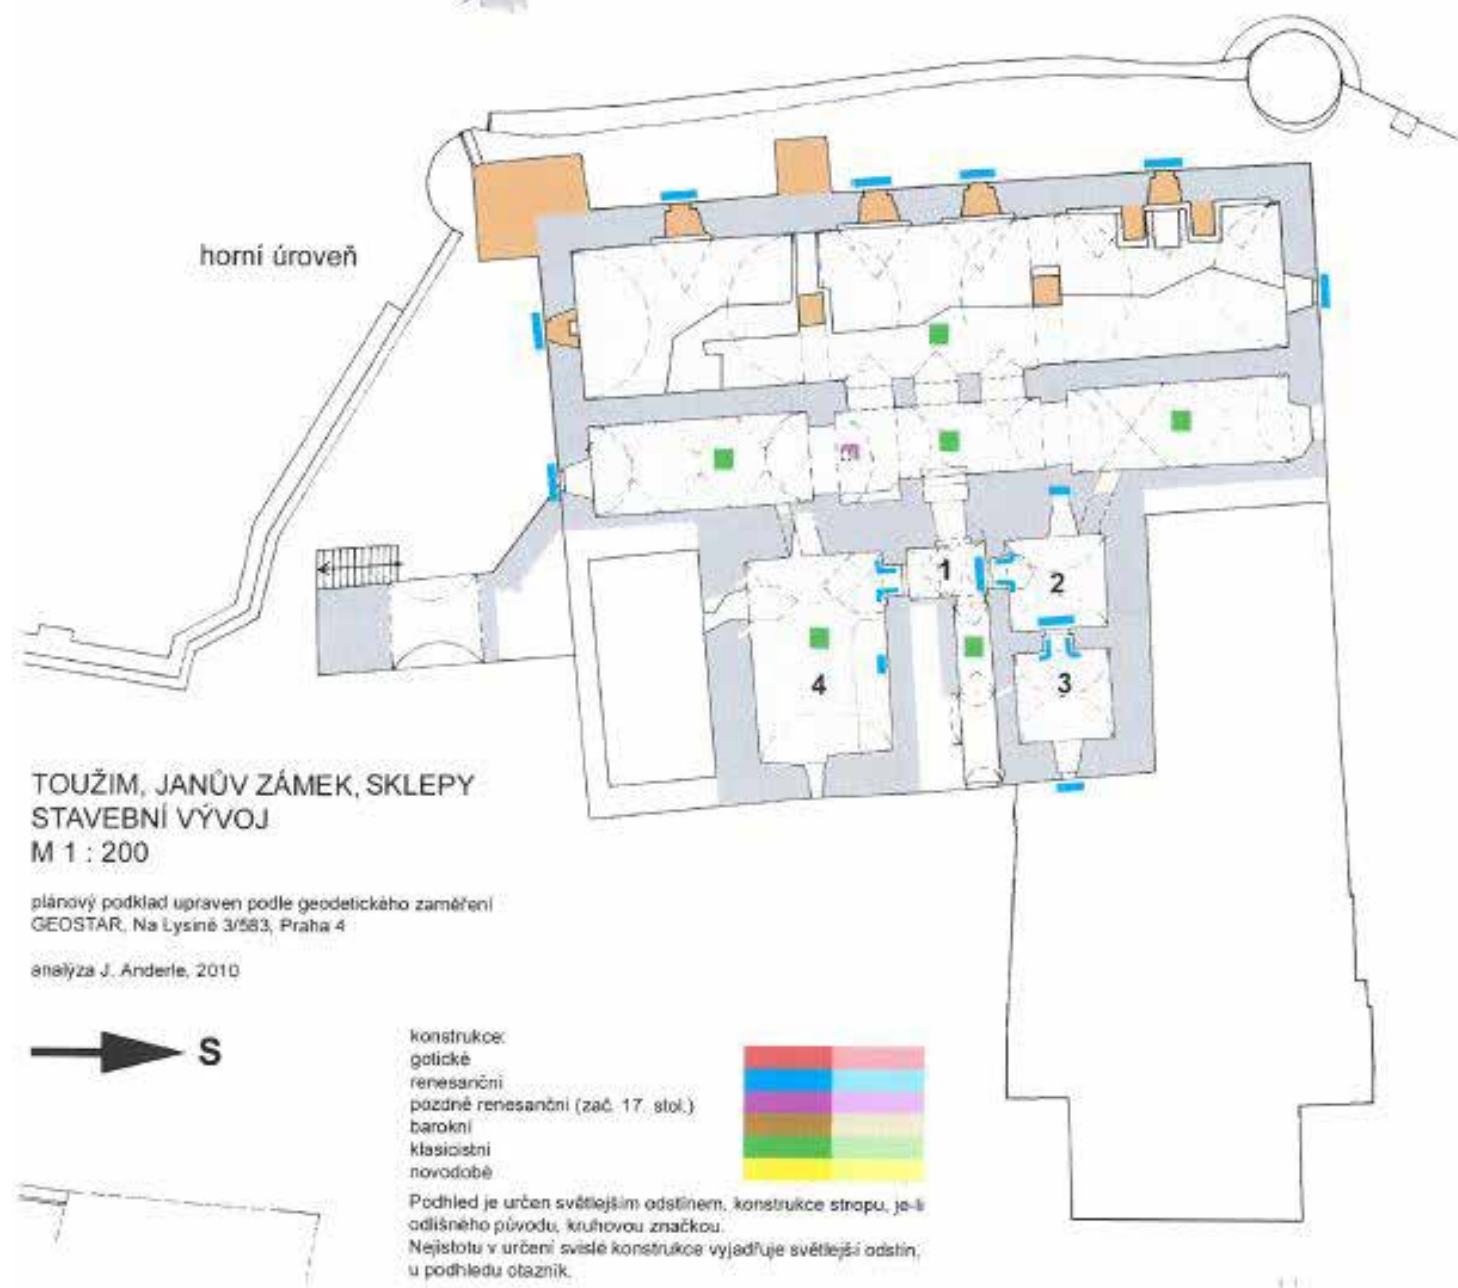 horní úroveň
1
2
3
4
TOUŽIM, JANŮV ZÁMEK, SKLEPY
STAVEBNÍ VÝVOJ
M 1 : 200
plánový podklad upraven podle geodetického zaměření
GEOSTAR, Na Lysině 3/583, Praha 4
analýza J. Anderle, 2010
S
konstrukce:
gotické
renesanční
pozdně renesanční (zač. 17. stol.)
barokní
klasicistní
novodobé
Podhled je určen světlejším odstínem, konstrukce stropu, je-li
odlišného původu, kruhovou značkou.
Nejistotu v určení svislé konstrukce vyjadřuje světlejší odstín,
u podhledu otazník.